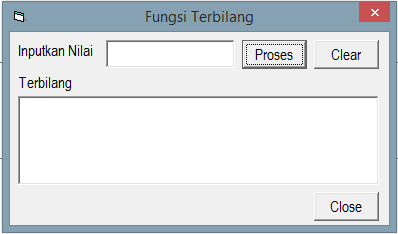 Fungsi Terbilang
Inputkan Nilai
Proses
Clear
Terbilang
Close